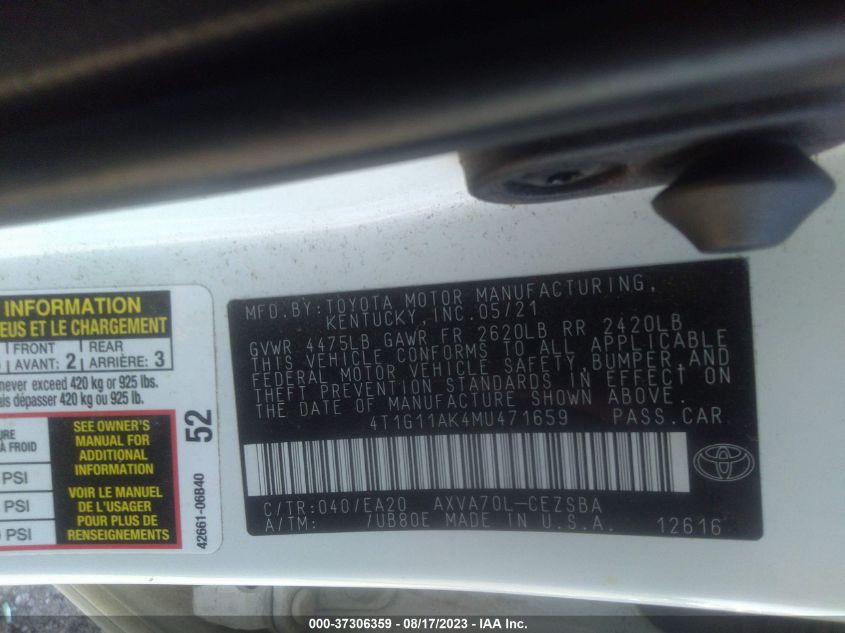 INFORMATION
EUS ET LE CHARGEMENT
FRONT REAR
AVANT: 2 ARRIÈRE: 3
never exceed 420 kg or 925 lbs.
ais dépasser 420 kg ou 925 lb.
À FROID
PSI
PSI
PSI
SEE OWNER'S
MANUAL FOR
ADDITIONAL
INFORMATION
VOIR LE MANUEL
DE L'USAGER
POUR PLUS DE
RENSEIGNEMENTS
52
42661-06B40
MFD.BY:TOYOTA MOTOR MANUFACTURING,
KENTUCKY,INC.05/21
GVWR 4475LB GAWR FR 2620LB RR 2420LB
THIS VEHICLE CONFORMS TO ALL APPLICABLE
FEDERAL MOTOR VEHICLE SAFETY,BUMPER,AND
THEFT PREVENTION STANDARDS IN EFFECT ON
THE DATE OF MANUFACTURE SHOWN ABOVE.
4T1G11AK4MU471659 PASS.CAR
C/TR:040/EA20 AXVA70L-CEZSBA
A/TM: /UB80E MADE IN U.S.A.
12616
000-37306359 - 08/17/2023 - IAA Inc.